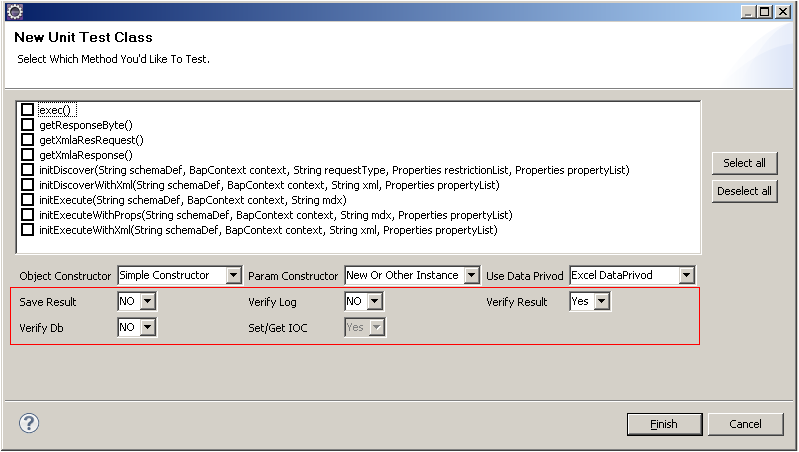 New Unit Test Class
Select Which Method You'd Like To Test.
exec()
getResponseByte()
getXmlaResRequest()
getXmlaResponse()
initDiscover(String schemaDef, BapContext context, String requestType, Properties restrictionList, Properties propertyList)
initDiscoverWithXml(String schemaDef, BapContext context, String xml, Properties propertyList)
initExecute(String schemaDef, BapContext context, String mdx)
initExecuteWithProps(String schemaDef, BapContext context, String mdx, Properties propertyList)
initExecuteWithXml(String schemaDef, BapContext context, String xml, Properties propertyList)
Select all
Deselect all
Object Constructor Simple Constructor Param Constructor New Or Other Instance Use Data Privod Excel DataPrivod
Save Result NO Verify Log NO Verify Result Yes
Verify Db NO Set/Get IOC Yes
? Finish Cancel